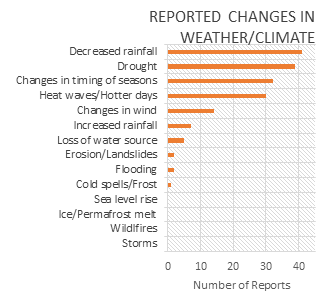 REPORTED CHANGES IN
WEATHER/CLIMATE
Decreased rainfall
Drought
Changes in timing of seasons
Heat waves/Hotter days
Changes in wind
Increased rainfall
Loss of water source
Erosion/Landslides
Flooding
Cold spells/Frost
Sea level rise
Ice/Permafrost melt
Wildlfires
Storms
0 10 20 30 40
Number of Reports